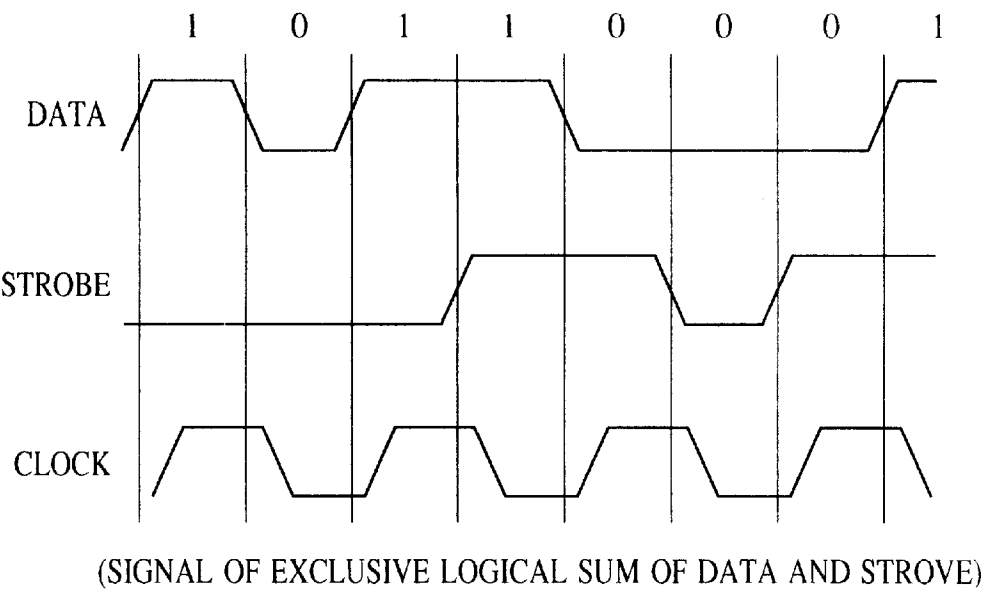 1 0 1 1 0 0 0 1
DATA
STROBE
CLOCK
(SIGNAL OF EXCLUSIVE LOGICAL SUM OF DATA AND STROVE)